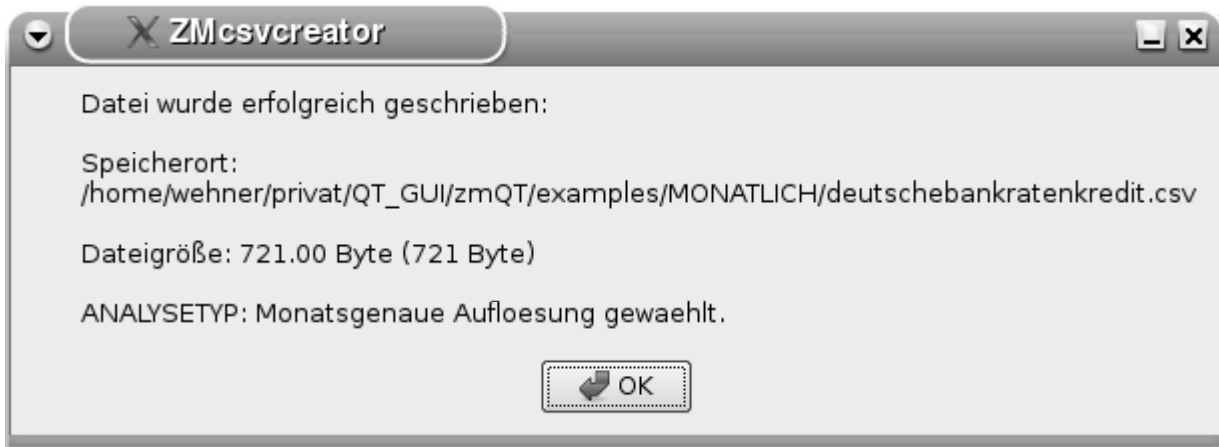 ZMcsvcreator
Datei wurde erfolgreich geschrieben:
Speicherort:
/home/wehner/privat/QT_GUI/zmQT/examples/MONATLICH/deutschebankratenkredit.csv
Dateigröße: 721.00 Byte (721 Byte)
ANALYSETYP: Monatsgenaue Aufloesung gewaehlt.
OK